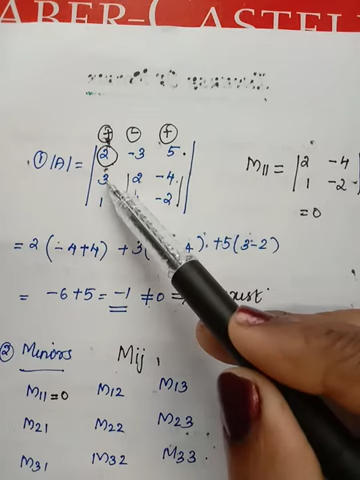 ABER-( ASTEL
(+) (-) (+)
① |A| = | 2 -3 5 |
| 3 2 -4 |
| 1 -2 |
M11 = | 2 -4 |
| 1 -2 |
= 0
= 2 (-4+4) +3( 4) +5(3-2)
= -6+5 = -1 ≠0 ⇒
② Minors Mij
M11=0 M12 M13
M21 M22 M23
M31 M32 M33